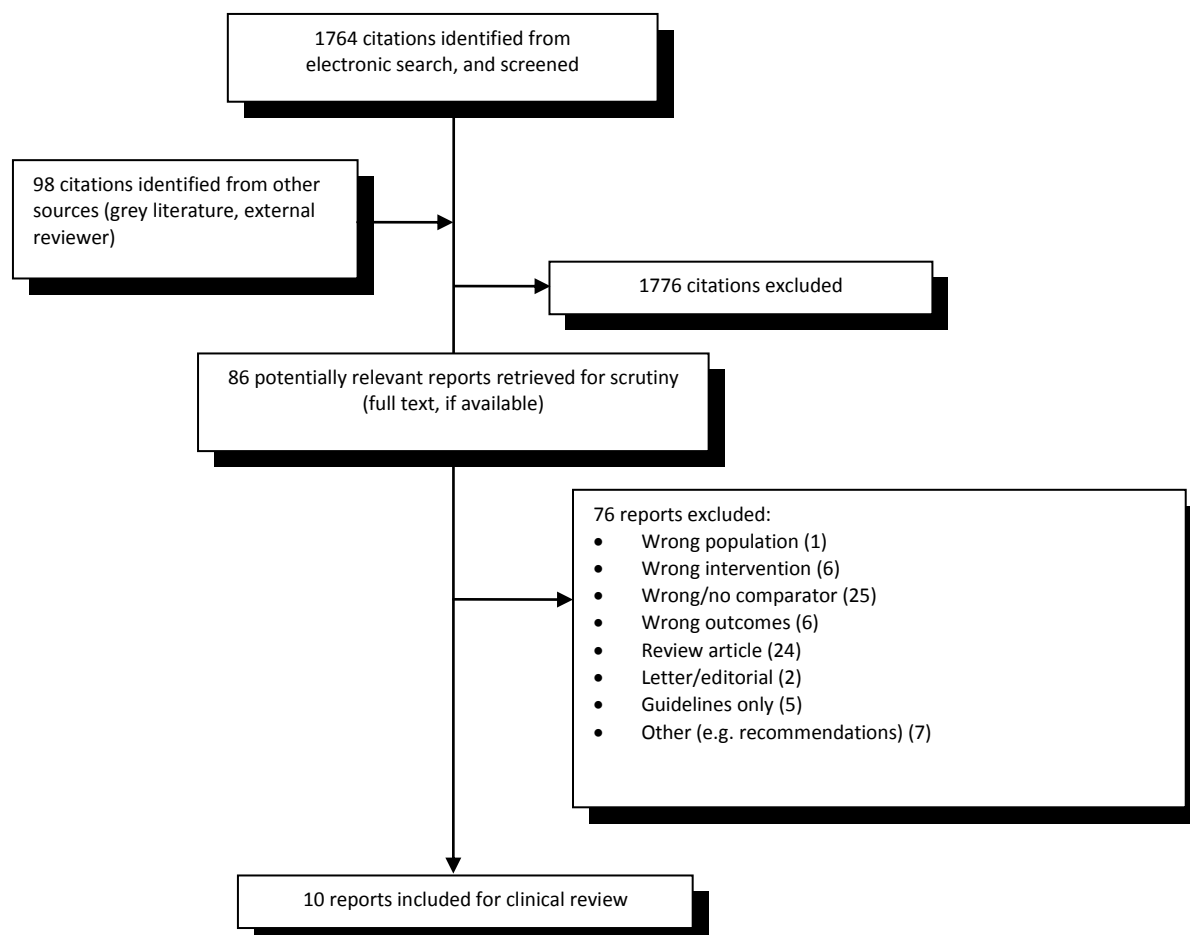 1764 citations identified from
electronic search, and screened
98 citations identified from other
sources (grey literature, external
reviewer)
1776 citations excluded
86 potentially relevant reports retrieved for scrutiny
(full text, if available)
76 reports excluded:
• Wrong population (1)
• Wrong intervention (6)
• Wrong/no comparator (25)
• Wrong outcomes (6)
• Review article (24)
• Letter/editorial (2)
• Guidelines only (5)
• Other (e.g. recommendations) (7)
10 reports included for clinical review